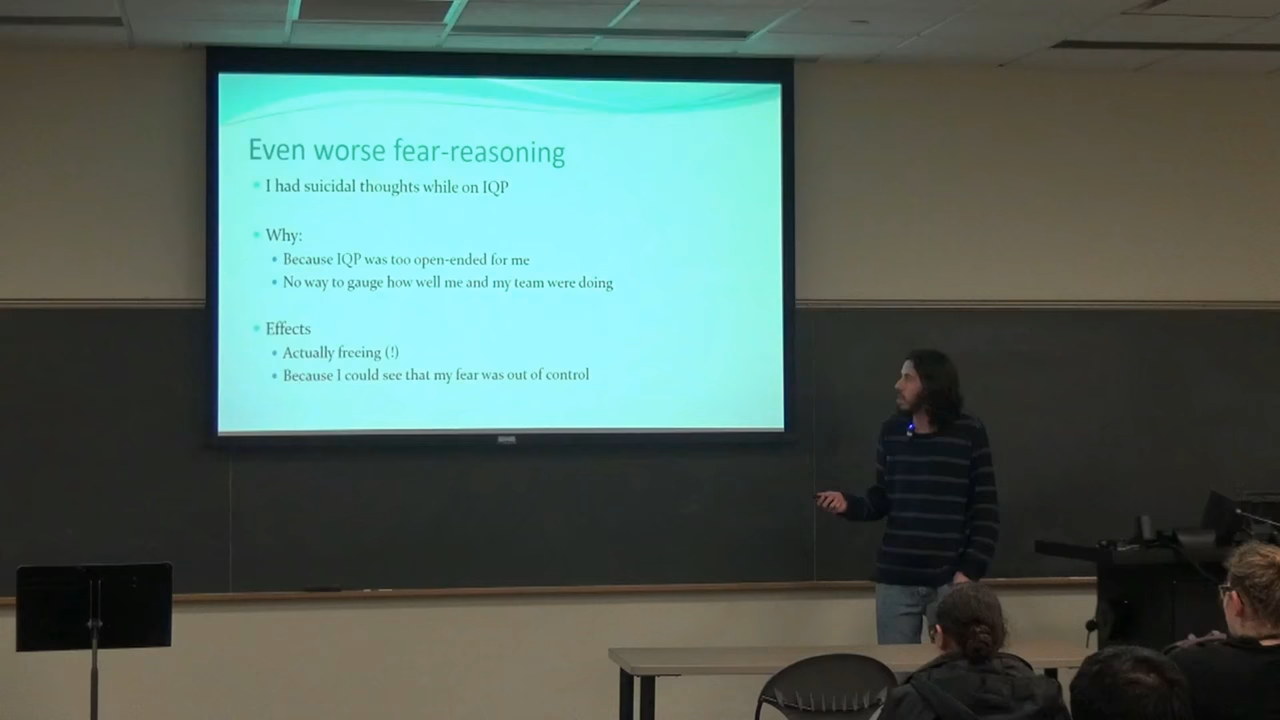 Even worse fear-reasoning
I had suicidal thoughts while on IQP
Why:
Because IQP was too open-ended for me
No way to gauge how well me and my team were doing
Effects
Actually freeing (!)
Because I could see that my fear was out of control